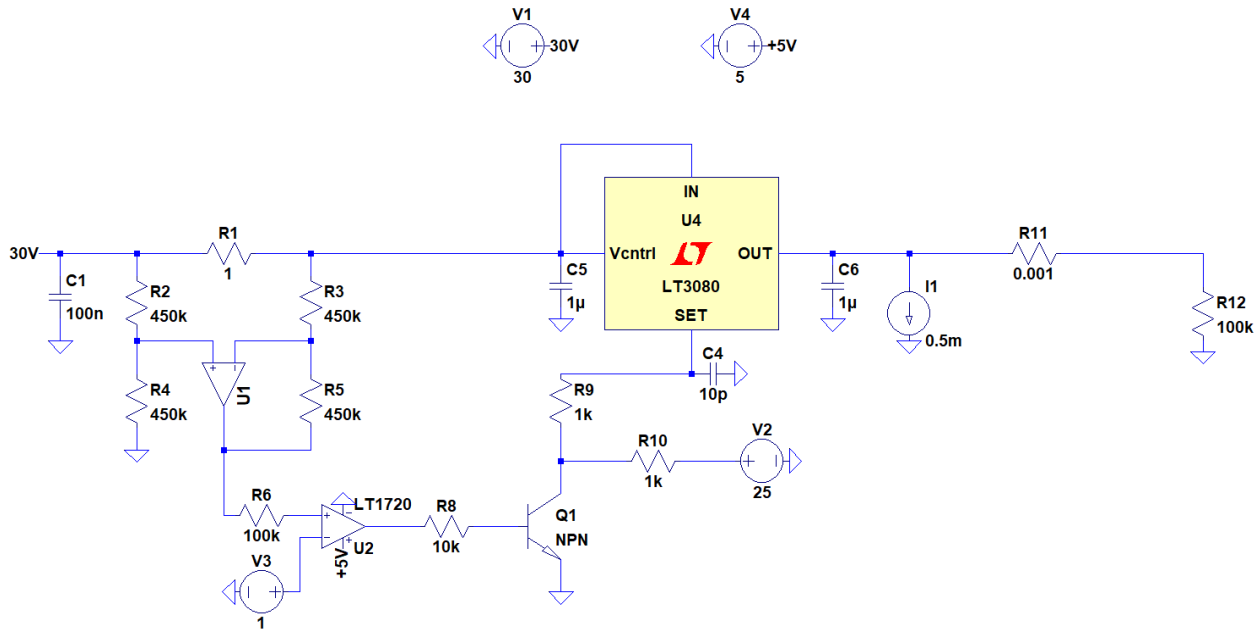 V1
30V
30
V4
+5V
5
30V
C1
100n
R2
450k
R1
1
R3
450k
R4
450k
+
-
U1
R5
450k
C5
1µ
IN
U4
Vcntrl
OUT
LT3080
SET
C6
1µ
I1
0.5m
R11
0.001
R12
100k
C4
10p
R9
1k
R10
1k
V2
25
R6
100k
LT1720
U2
+5V
V3
1
R8
10k
Q1
NPN